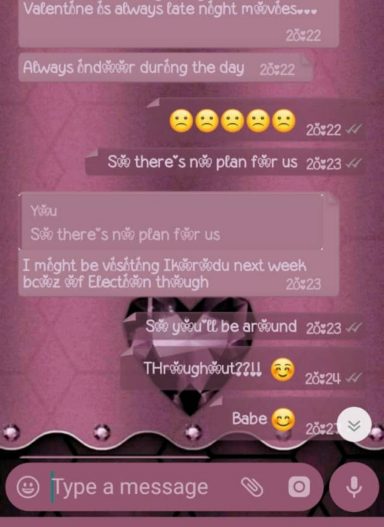 Valentine is always late night movies...
20:22
Always indoor during the day 20:22
☹️☹️☹️☹️☹️ 20:22
So there's no plan for us 20:23
You
So there's no plan for us
I might be visiting Ikorodu next week
bcoz of Election though 20:23
So you'll be around 20:23
THroughout??!! ☺️ 20:24
Babe 😊
Type a message